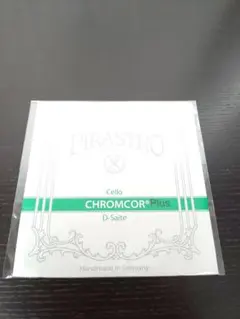 PIRASTRO
Cello
CHROMCOR® Plus
D-Saite
Handmade in Germany